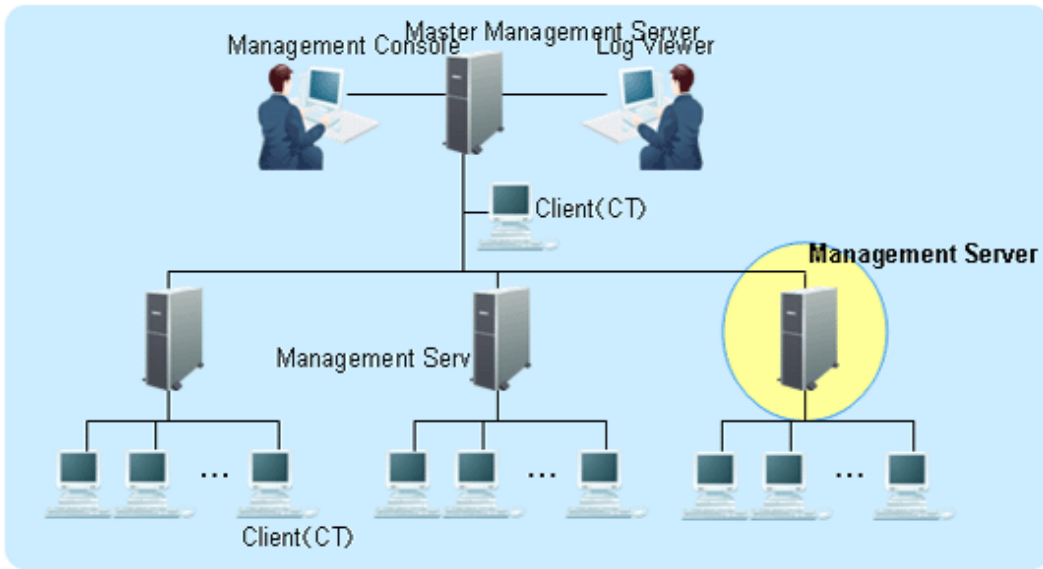 Master Management Server
Management Console
Log Viewer
Client(CT)
Management Server
Management Serv
...
...
...
Client(CT)